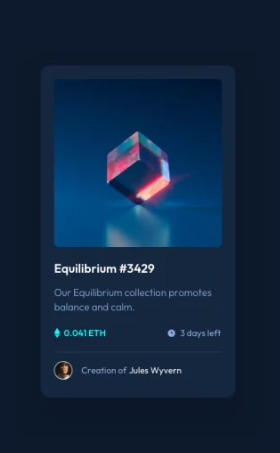 Equilibrium #3429
Our Equilibrium collection promotes
balance and calm.
0.041 ETH
3 days left
Creation of Jules Wyvern